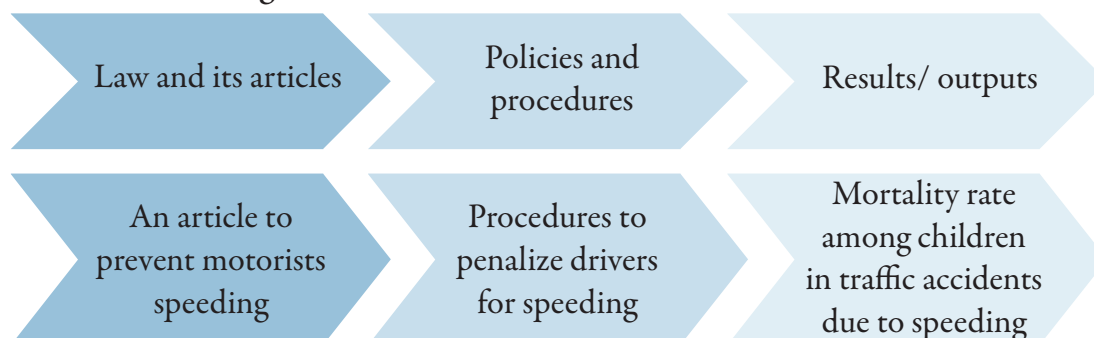 Law and its articles
Policies and
procedures
Results/ outputs
An article to
prevent motorists
speeding
Procedures to
penalize drivers
for speeding
Mortality rate
among children
in traffic accidents
due to speeding